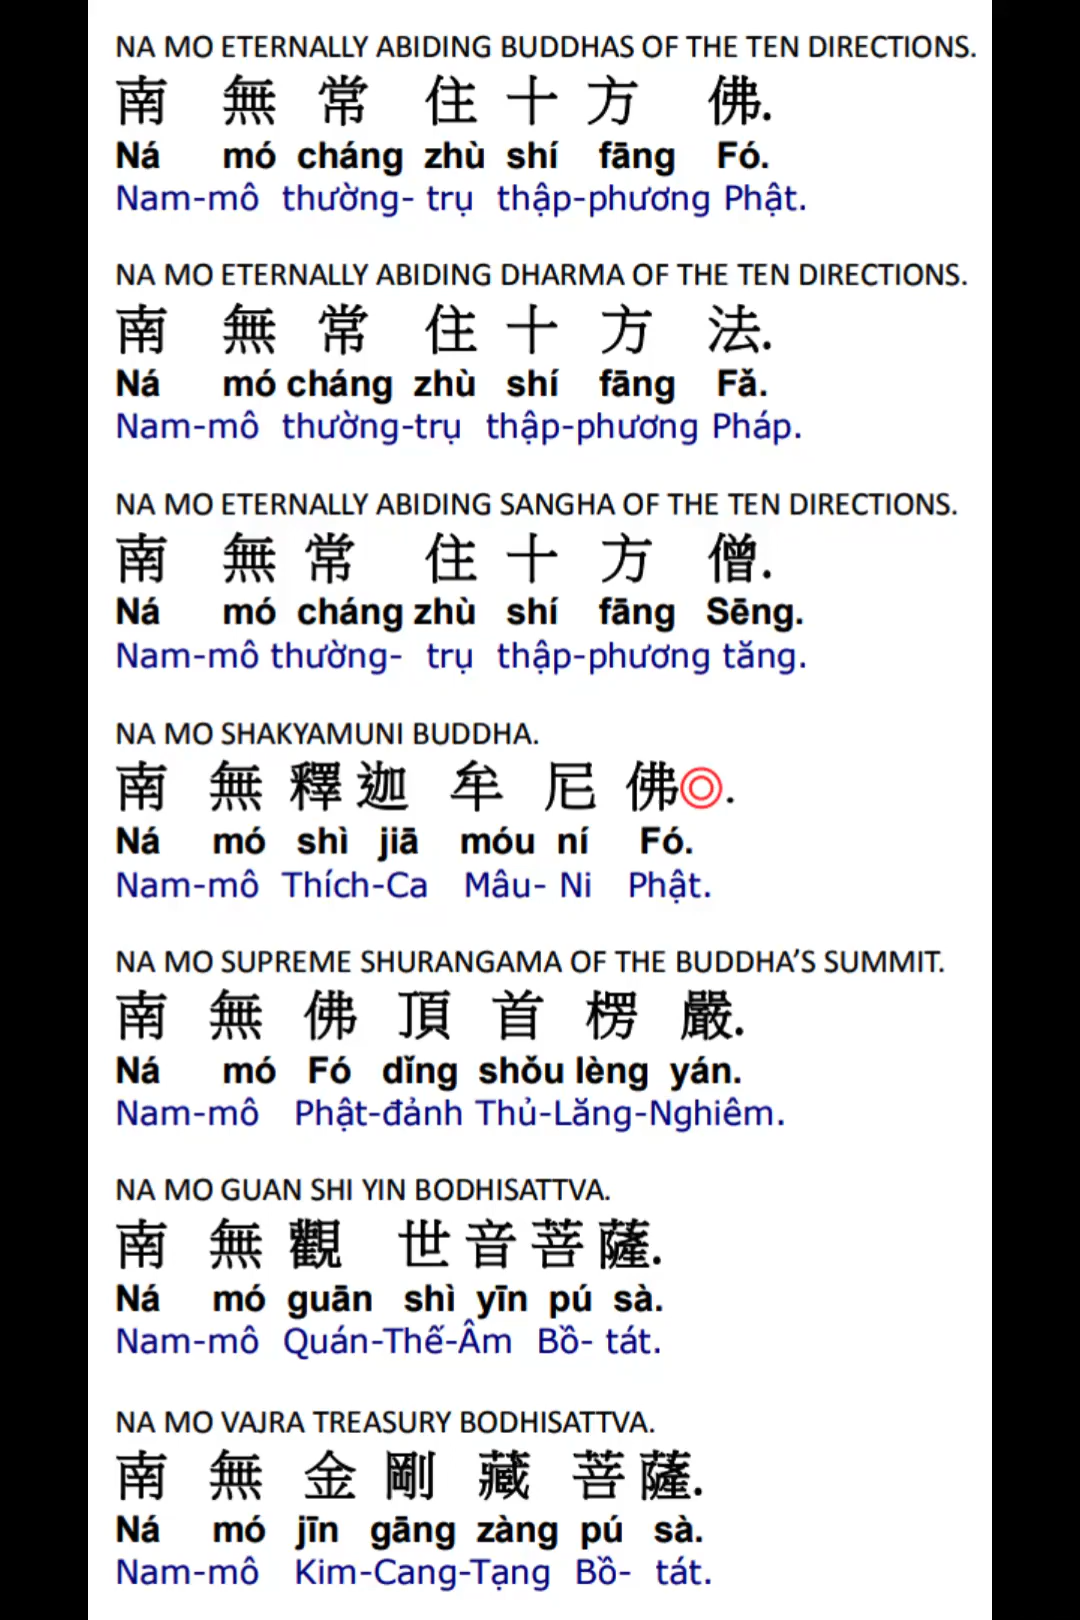 NA MO ETERNALLY ABIDING BUDDHAS OF THE TEN DIRECTIONS.
南 無 常 住 十 方 佛.
Ná mó cháng zhù shí fāng Fó.
Nam-mô thường- trụ thập-phương Phật.
NA MO ETERNALLY ABIDING DHARMA OF THE TEN DIRECTIONS.
南 無 常 住 十 方 法.
Ná mó cháng zhù shí fāng Fǎ.
Nam-mô thường-trụ thập-phương Pháp.
NA MO ETERNALLY ABIDING SANGHA OF THE TEN DIRECTIONS.
南 無 常 住 十 方 僧.
Ná mó cháng zhù shí fāng Sēng.
Nam-mô thường- trụ thập-phương tăng.
NA MO SHAKYAMUNI BUDDHA.
南 無 釋 迦 牟 尼 佛◎.
Ná mó shì jiā móu ní Fó.
Nam-mô Thích-Ca Mâu- Ni Phật.
NA MO SUPREME SHURANGAMA OF THE BUDDHA’S SUMMIT.
南 無 佛 頂 首 楞 嚴.
Ná mó Fó dǐng shǒu lèng yán.
Nam-mô Phật-đảnh Thủ-Lăng-Nghiêm.
NA MO GUAN SHI YIN BODHISATTVA.
南 無 觀 世 音 菩 薩.
Ná mó guān shì yīn pú sà.
Nam-mô Quán-Thế-Âm Bồ- tát.
NA MO VAJRA TREASURY BODHISATTVA.
南 無 金 剛 藏 菩 薩.
Ná mó jīn gāng zàng pú sà.
Nam-mô Kim-Cang-Tạng Bồ- tát.